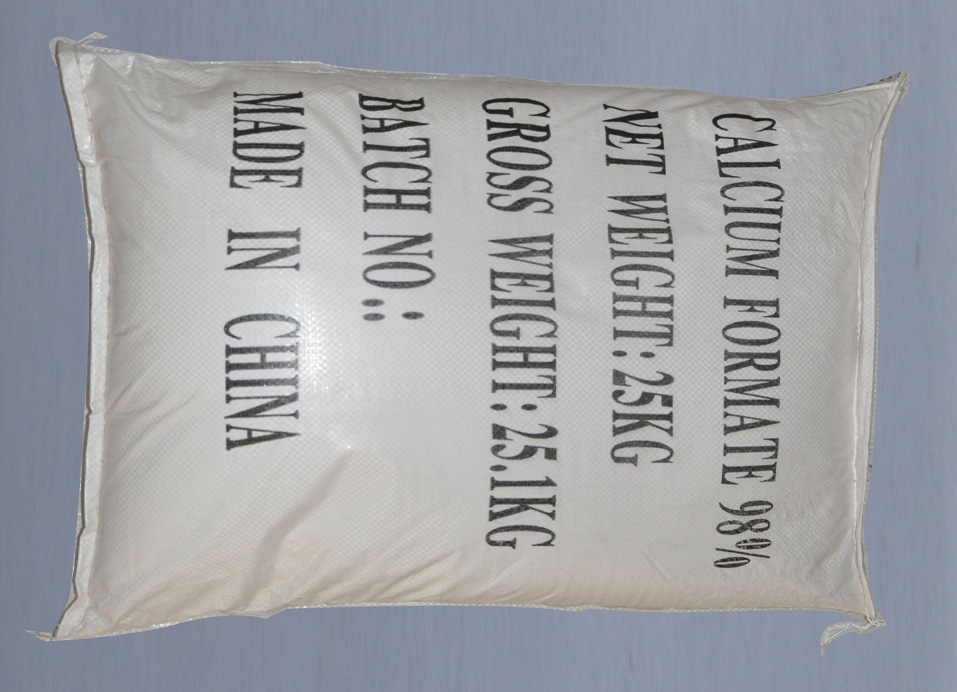 CALCIUM FORMATE 98%
NET WEIGHT: 25KG
GROSS WEIGHT: 25.1KG
BATCH NO.:
MADE IN CHINA